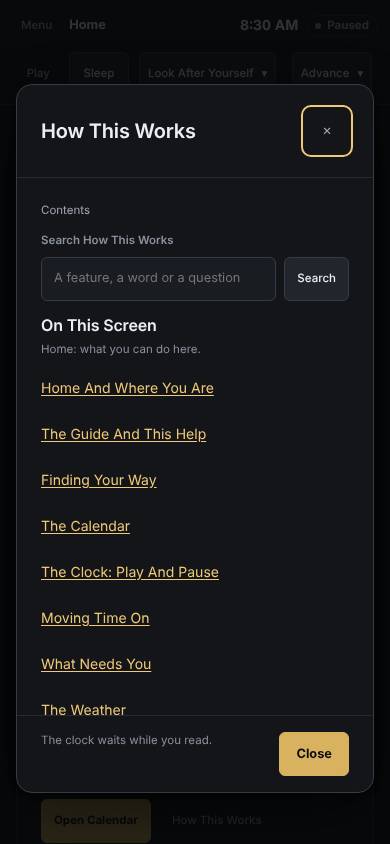 Menu Home 8:30 AM Paused
Play Sleep Look After Yourself ▾ Advance ▾
How This Works ×
Contents
Search How This Works
A feature, a word or a question Search
On This Screen
Home: what you can do here.
Home And Where You Are
The Guide And This Help
Finding Your Way
The Calendar
The Clock: Play And Pause
Moving Time On
What Needs You
The Weather
The clock waits while you read. Close
Open Calendar How This Works